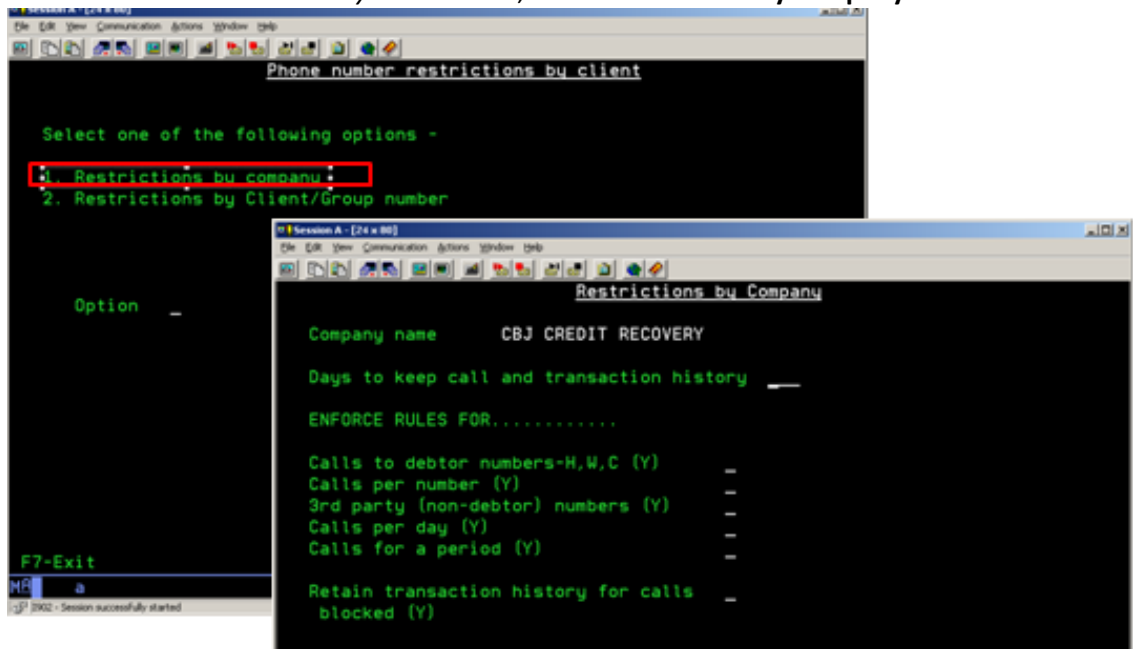 Session A - [24 x 80]
File Edit View Communication Actions Window Help
Phone number restrictions by client
Select one of the following options -
1. Restrictions by company
2. Restrictions by Client/Group number
Option _
F7-Exit
MA a
I902 - Session successfully started
Session A - [24 x 80]
File Edit View Communication Actions Window Help
Restrictions by Company
Company name CBJ CREDIT RECOVERY
Days to keep call and transaction history ___
ENFORCE RULES FOR............
Calls to debtor numbers-H,W,C (Y) _
Calls per number (Y) _
3rd party (non-debtor) numbers (Y) _
Calls per day (Y) _
Calls for a period (Y) _
Retain transaction history for calls _
blocked (Y)